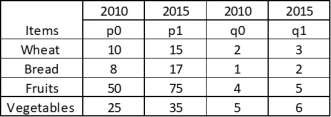 2010 2015 2010 2015
Items p0 p1 q0 q1
Wheat 10 15 2 3
Bread 8 17 1 2
Fruits 50 75 4 5
Vegetables 25 35 5 6